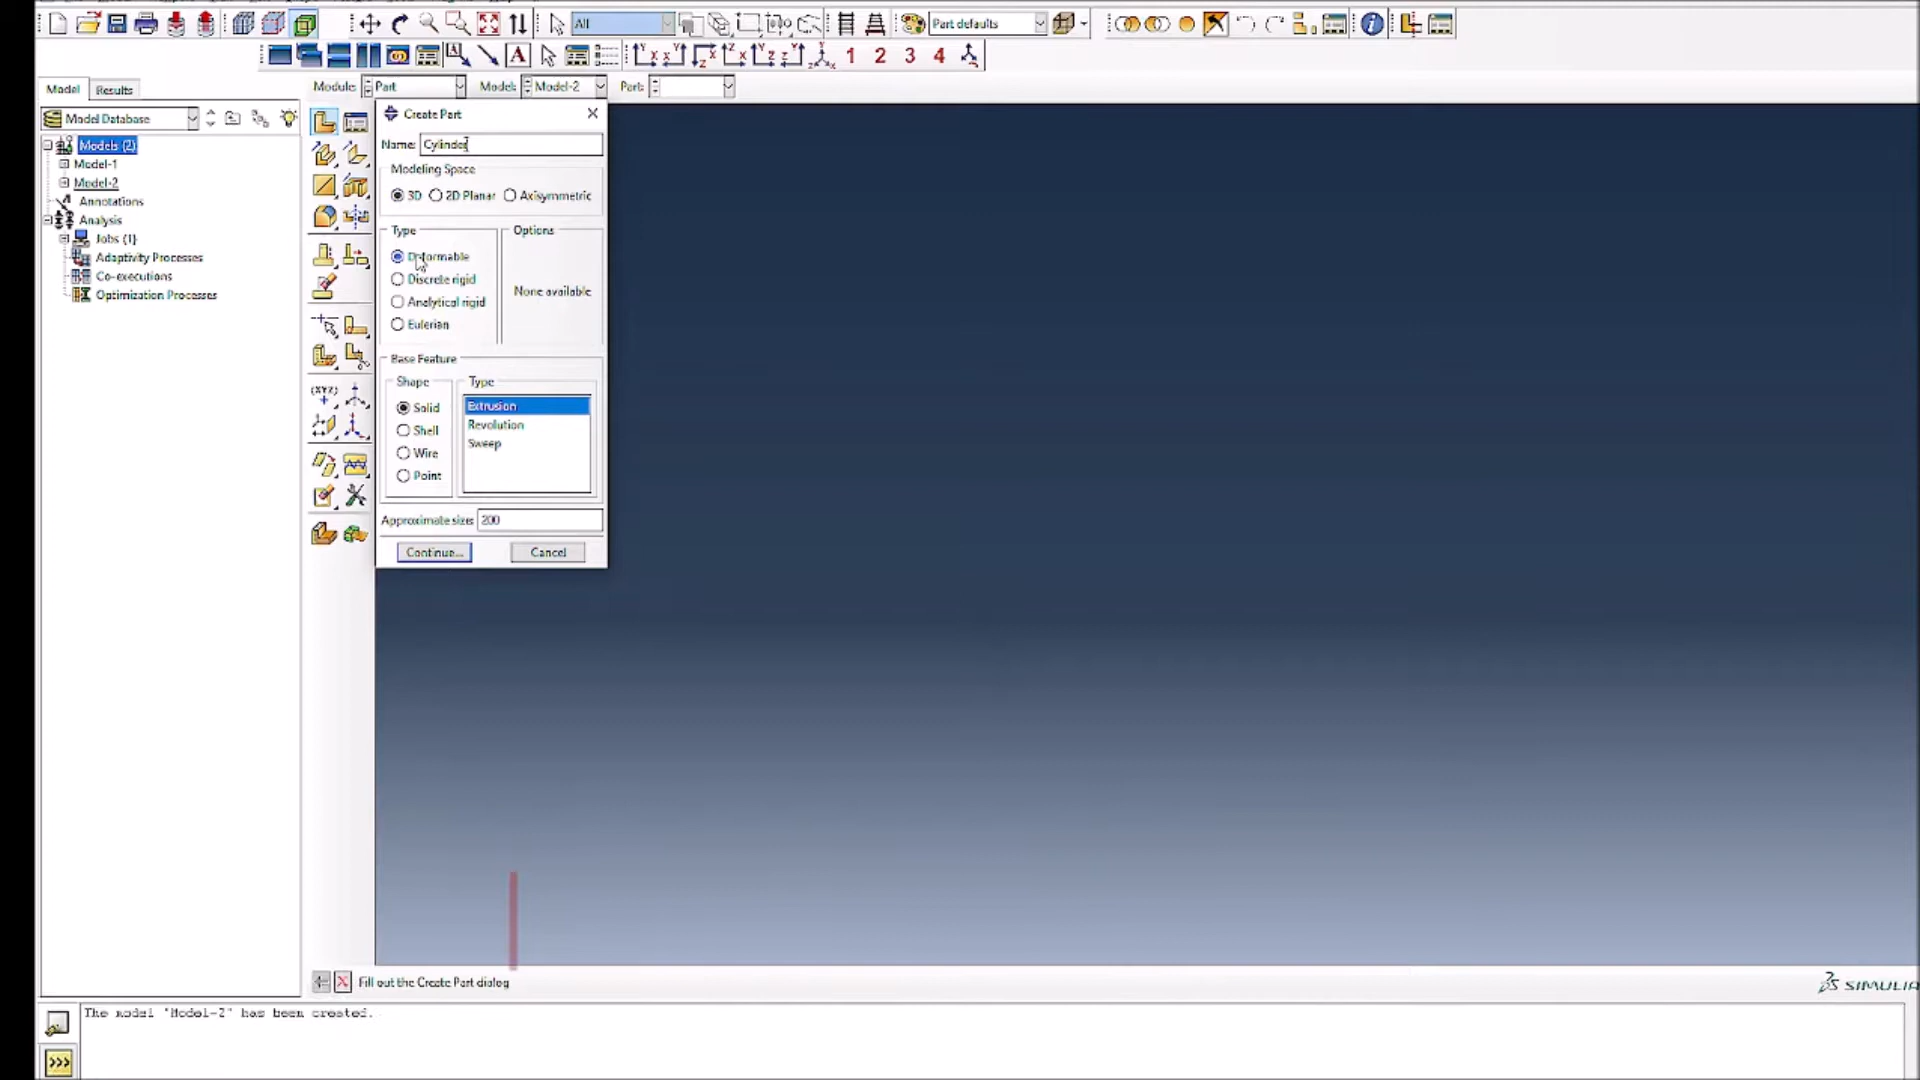 All
Part defaults
1 2 3 4
Model Results
Module: Part Model: Model-2 Part:
Model Database
Models (2)
Model-1
Model-2
Annotations
Analysis
Jobs (1)
Adaptivity Processes
Co-executions
Optimization Processes
Create Part
Name: Cylinder
Modeling Space
3D 2D Planar Axisymmetric
Type
Options
Deformable
Discrete rigid
Analytical rigid
Eulerian
None available
Base Feature
Shape
Type
Solid
Shell
Wire
Point
Extrusion
Revolution
Sweep
Approximate size: 200
Continue... Cancel
(XYZ)
Fill out the Create Part dialog
SIMULIA
The model "Model-2" has been created.
>>>